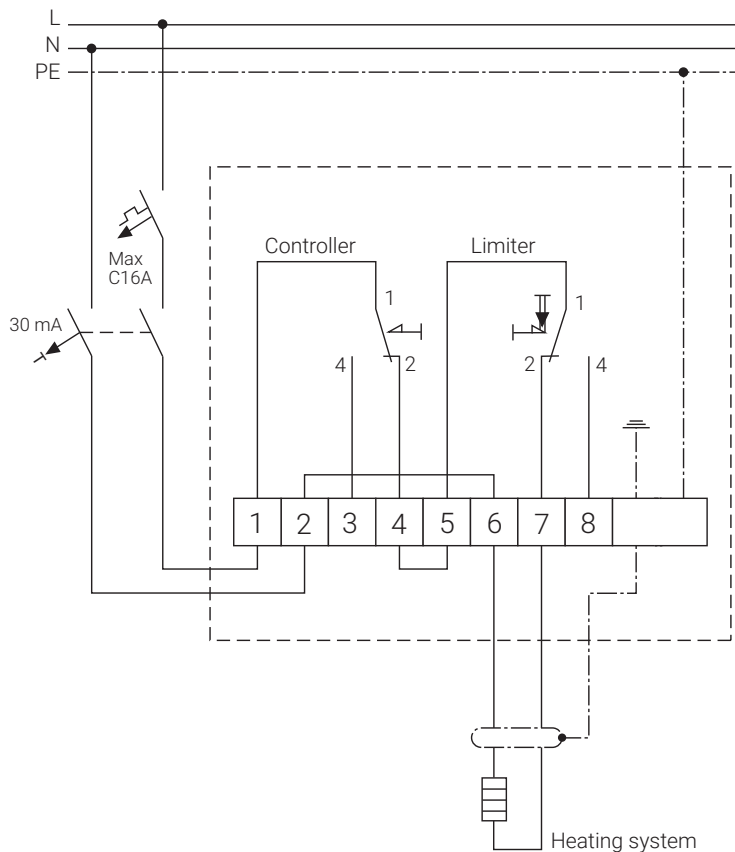 L
N
PE
Controller
Limiter
Max
C16A
30 mA
1
1
4
2
2
4
1 2 3 4 5 6 7 8
Heating system